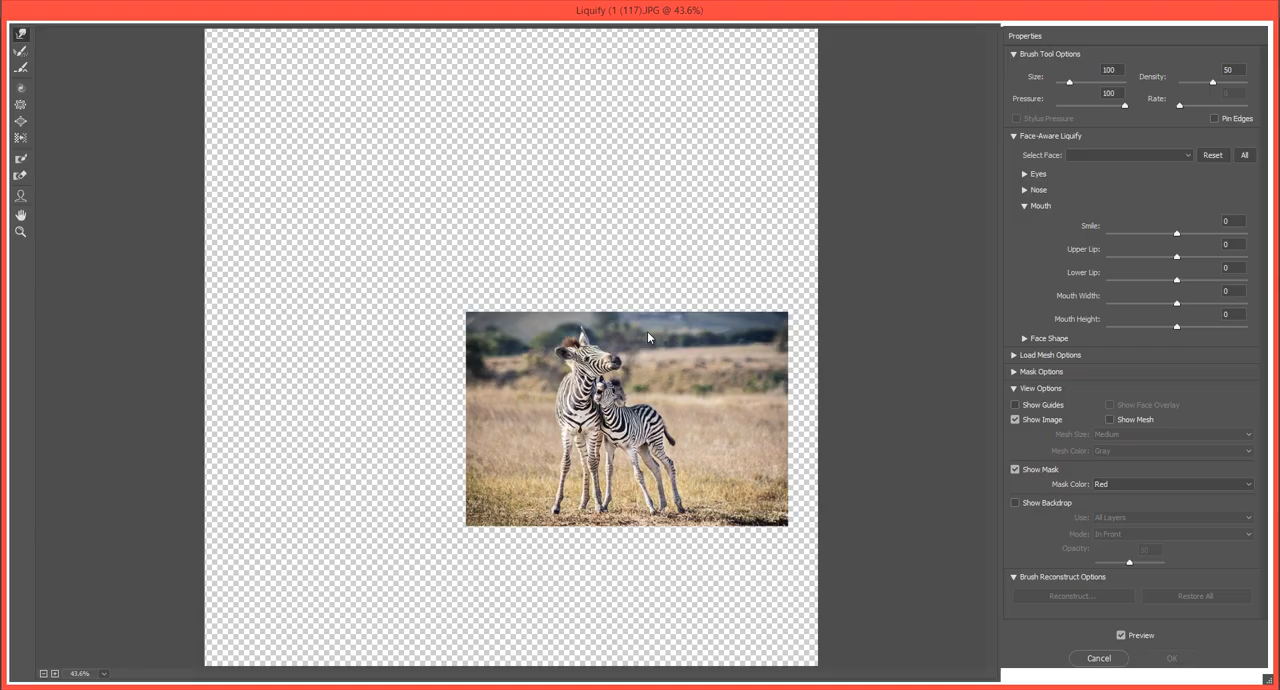 Liquify (1 (117).JPG @ 43.6%)
Properties
Brush Tool Options
Size: 100 Density: 50
Pressure: 100 Rate:
Stylus Pressure Pin Edges
Face-Aware Liquify
Select Face: Reset All
Eyes
Nose
Mouth
Smile: 0
Upper Lip: 0
Lower Lip: 0
Mouth Width: 0
Mouth Height: 0
Face Shape
Load Mesh Options
Mask Options
View Options
Show Guides Show Face Overlay
Show Image Show Mesh
Mesh Size: Medium
Mesh Color: Gray
Show Mask
Mask Color: Red
Show Backdrop
Use: All Layers
Mode: In Front
Opacity:
Brush Reconstruct Options
Reconstruct... Restore All
Preview
Cancel OK
43.6%